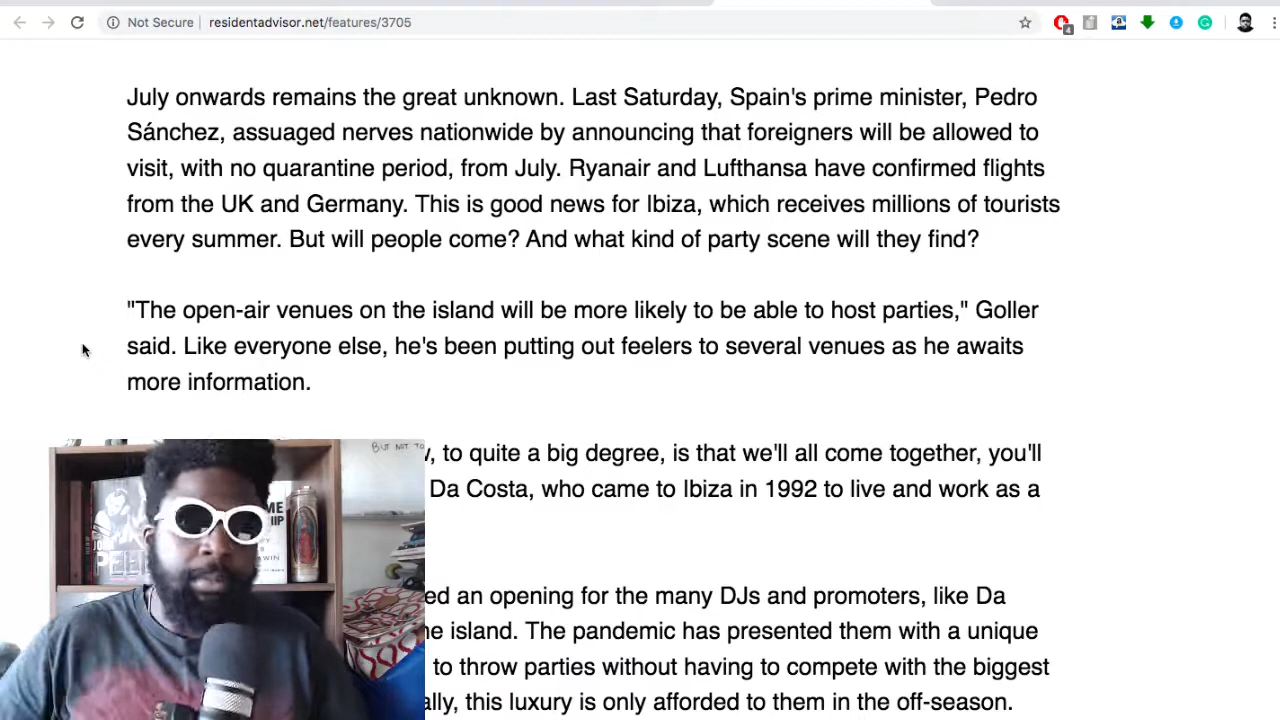 Not Secure | residentadvisor.net/features/3705
4
July onwards remains the great unknown. Last Saturday, Spain's prime minister, Pedro
Sánchez, assuaged nerves nationwide by announcing that foreigners will be allowed to
visit, with no quarantine period, from July. Ryanair and Lufthansa have confirmed flights
from the UK and Germany. This is good news for Ibiza, which receives millions of tourists
every summer. But will people come? And what kind of party scene will they find?
"The open-air venues on the island will be more likely to be able to host parties," Goller
said. Like everyone else, he's been putting out feelers to several venues as he awaits
more information.
BUT NOT TO
, to quite a big degree, is that we'll all come together, you'll
Da Costa, who came to Ibiza in 1992 to live and work as a
ed an opening for the many DJs and promoters, like Da
island. The pandemic has presented them with a unique
to throw parties without having to compete with the biggest
ally, this luxury is only afforded to them in the off-season.